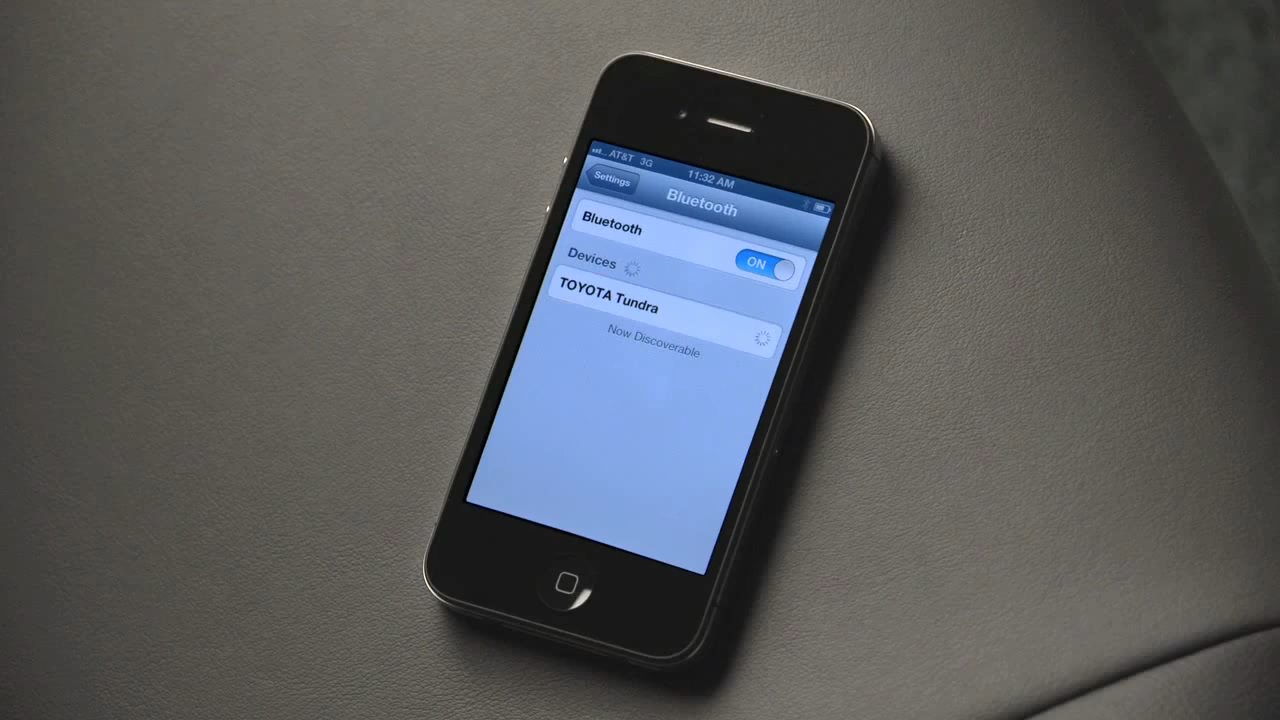 AT&T 3G 11:32 AM
Settings Bluetooth
Bluetooth ON
Devices
TOYOTA Tundra
Now Discoverable